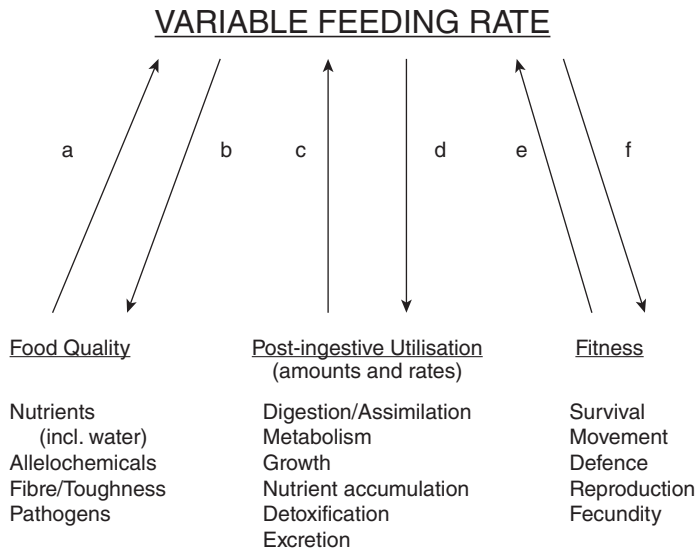 VARIABLE FEEDING RATE
a
b
c
d
e
f
Food Quality
Nutrients
(incl. water)
Allelochemicals
Fibre/Toughness
Pathogens
Post-ingestive Utilisation
(amounts and rates)
Digestion/Assimilation
Metabolism
Growth
Nutrient accumulation
Detoxification
Excretion
Fitness
Survival
Movement
Defence
Reproduction
Fecundity